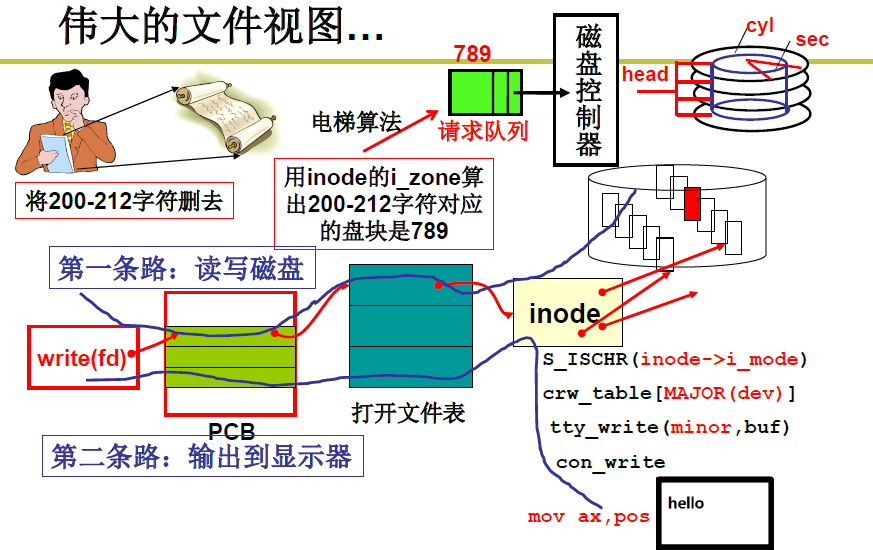 伟大的文件视图…
cyl
sec
789
head
磁盘控制器
电梯算法
请求队列
将200-212字符删去
用inode的i_zone算
出200-212字符对应
的盘块是789
第一条路：读写磁盘
inode
write(fd)
S_ISCHR(inode->i_mode)
crw_table[MAJOR(dev)]
打开文件表
PCB
tty_write(minor,buf)
第二条路：输出到显示器
con_write
hello
mov ax,pos